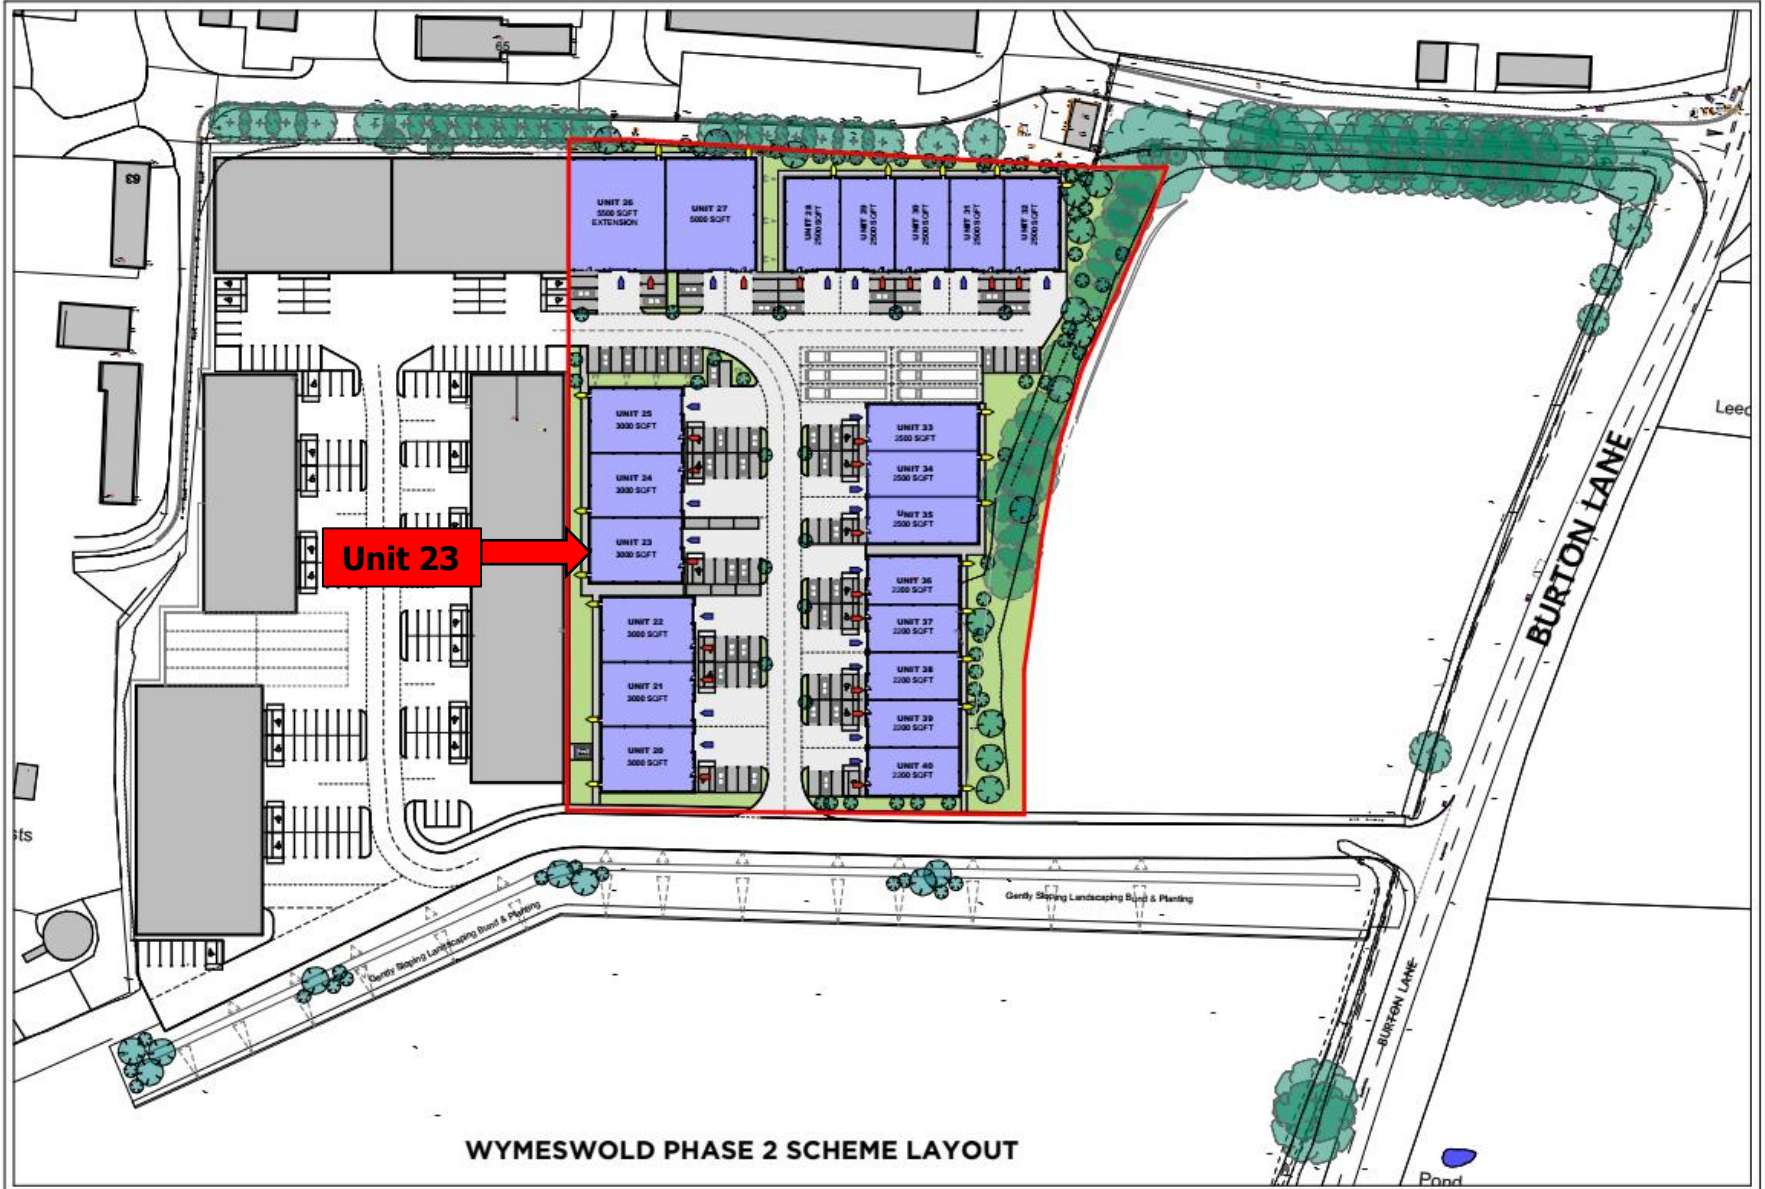 65
63
UNIT 26
5500 SQFT
EXTENSION
UNIT 27
5000 SQFT
UNIT 28
2500 SQFT
UNIT 29
2500 SQFT
UNIT 30
2500 SQFT
UNIT 31
2500 SQFT
UNIT 32
2500 SQFT
UNIT 25
3000 SQFT
UNIT 24
3000 SQFT
UNIT 23
3000 SQFT
Unit 23
UNIT 22
3000 SQFT
UNIT 21
3000 SQFT
UNIT 20
3000 SQFT
UNIT 33
2500 SQFT
UNIT 34
2500 SQFT
UNIT 35
2500 SQFT
UNIT 36
2200 SQFT
UNIT 37
2200 SQFT
UNIT 38
2200 SQFT
UNIT 39
2200 SQFT
UNIT 40
2200 SQFT
Leec
BURTON LANE
sts
Gently Sloping Landscaping Bund & Planting
Gently Sloping Landscaping Bund & Planting
BURTON LANE
WYMESWOLD PHASE 2 SCHEME LAYOUT
Pond